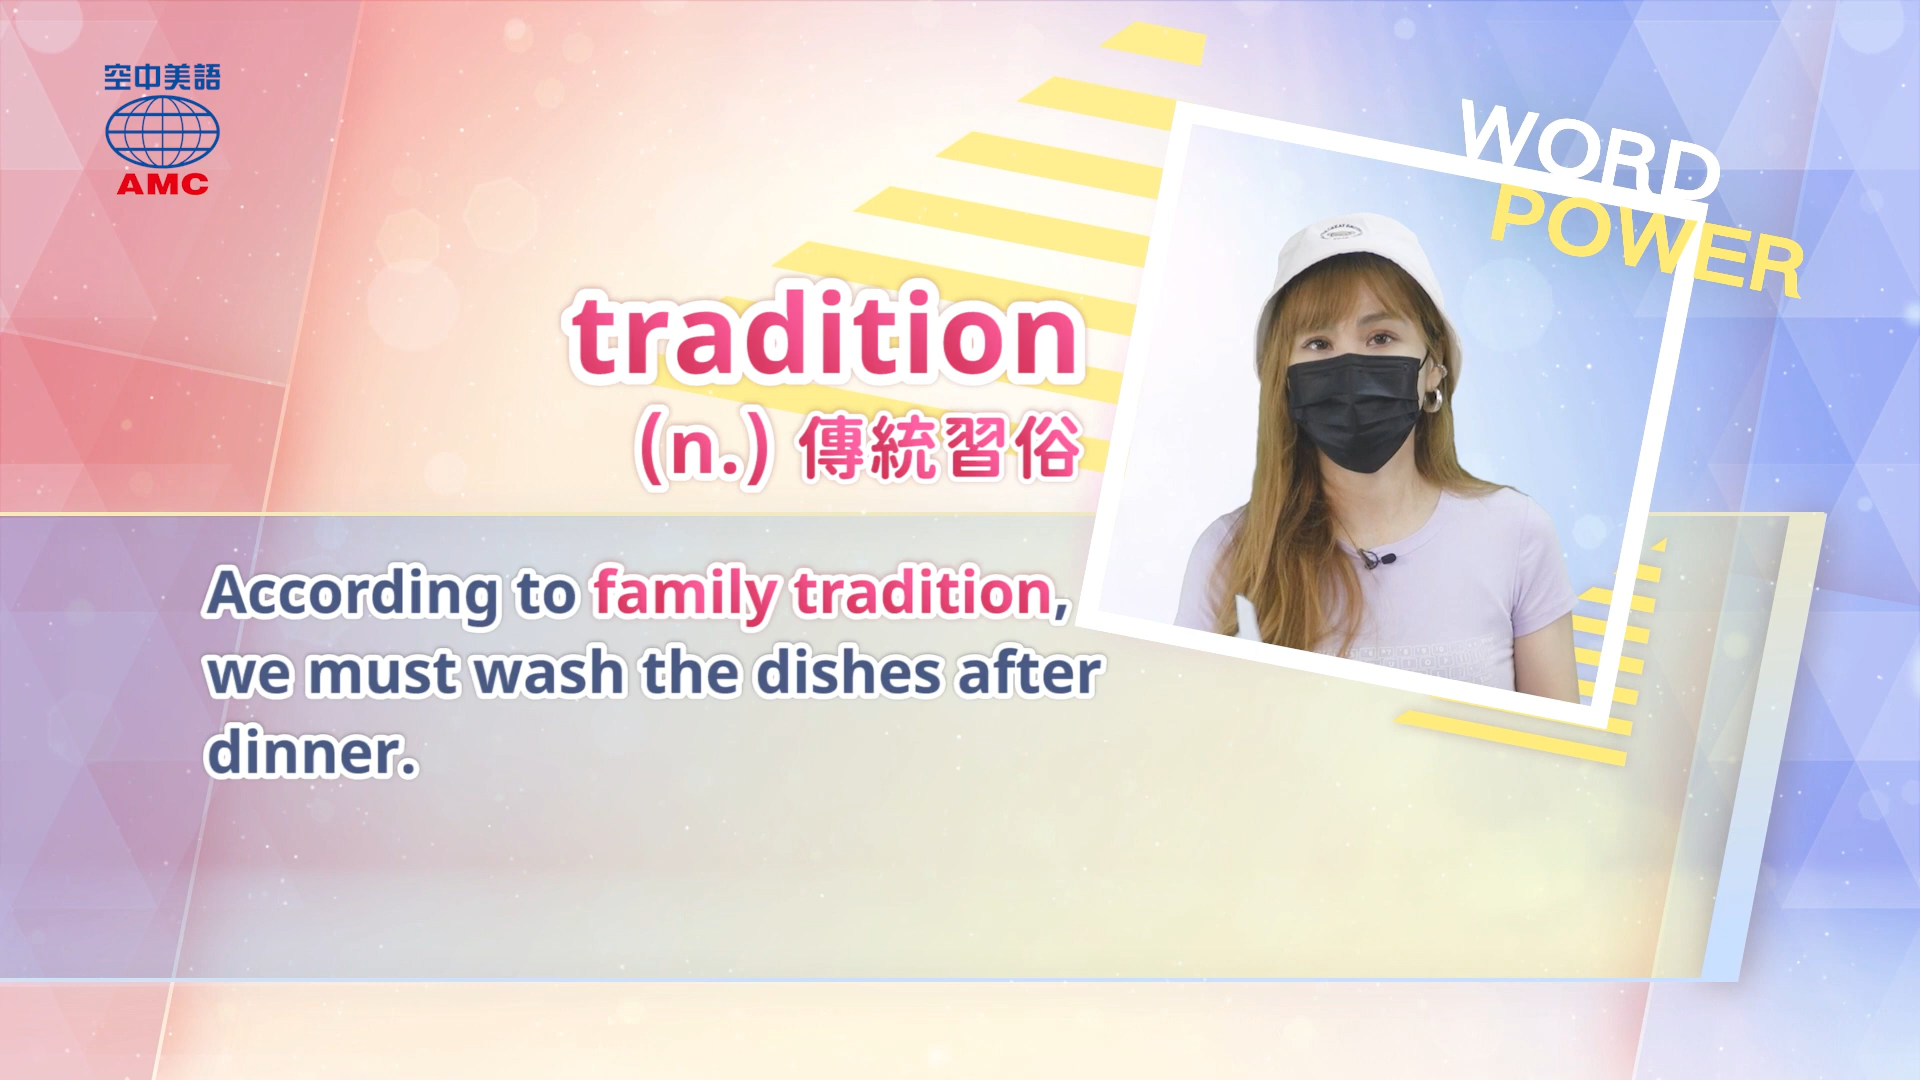 空中美語
AMC
WORD
POWER
tradition
(n.) 傳統習俗
According to family tradition,
we must wash the dishes after
dinner.